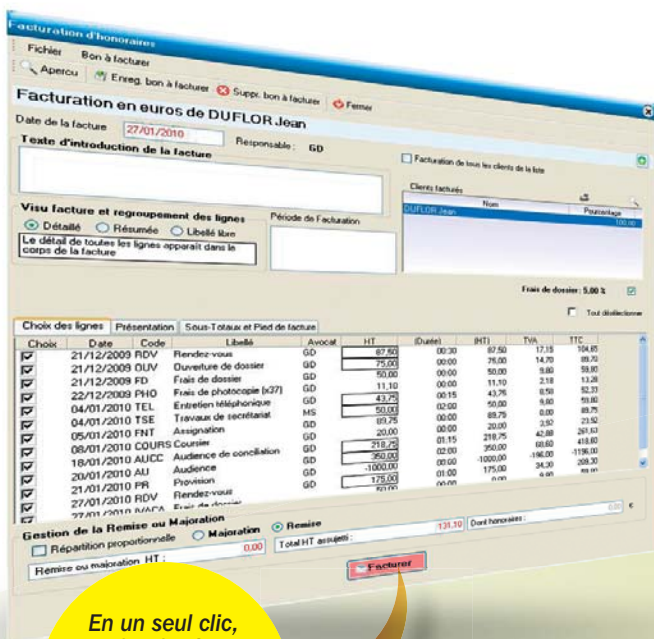 Facturation d'honoraires
Fichier Bon à facturer
Apercu Enreg. bon à facturer Suppr. bon à facturer Fermer
Facturation en euros de DUFLOR Jean
Date de la facture 27/01/2010 Responsable : GD
Texte d'introduction de la facture
Facturation de tous les clients de la liste
Clients facturés
Nom Pourcentage
DUFLOR Jean 100.00
Visu facture et regroupement des lignes
Détaillé Résumée Libellé libre
Le détail de toutes les lignes apparaît dans le corps de la facture
Période de Facturation
Frais de dossier : 5,00 %
Tout désélectionner
Choix des lignes Présentation Sous-Totaux et Pied de facture
Choix Date Code Libellé Avocat HT (Durée) (HT) TVA TTC
21/12/2009 RDV Rendez-vous GD 87,50 00:30 87,50 17,15 104,65
21/12/2009 OUV Ouverture de dossier GD 75,00 00:00 75,00 14,70 89,70
21/12/2009 FD Frais de dossier GD 50,00 00:00 50,00 9,80 59,80
22/12/2009 PHO Frais de photocopie (x37) GD 11,10 00:00 11,10 2,18 13,28
04/01/2010 TEL Entretien téléphonique GD 43,75 00:15 43,75 8,58 52,33
04/01/2010 TSE Travaux de secrétariat MS 50,00 02:00 50,00 9,80 59,80
05/01/2010 FNT Assignation GD 89,75 00:00 89,75 0,00 89,75
08/01/2010 COURS Coursier GD 20,00 00:00 20,00 3,92 23,92
18/01/2010 AUCC Audience de conciliation GD 218,75 01:15 218,75 42,88 261,63
20/01/2010 AU Audience GD 350,00 02:00 350,00 68,60 418,60
21/01/2010 PR Provision GD -1000,00 00:00 -1000,00 -196,00 -1196,00
27/01/2010 RDV Rendez-vous GD 175,00 01:00 175,00 34,30 209,30
27/01/2010 Frais de dossier
Gestion de la Remise ou Majoration
Répartition proportionnelle Majoration Remise
Remise ou majoration HT : 0,00 Total HT assujetti : 131,10 Dont honoraires : 0,00 €
Facturer
En un seul clic,